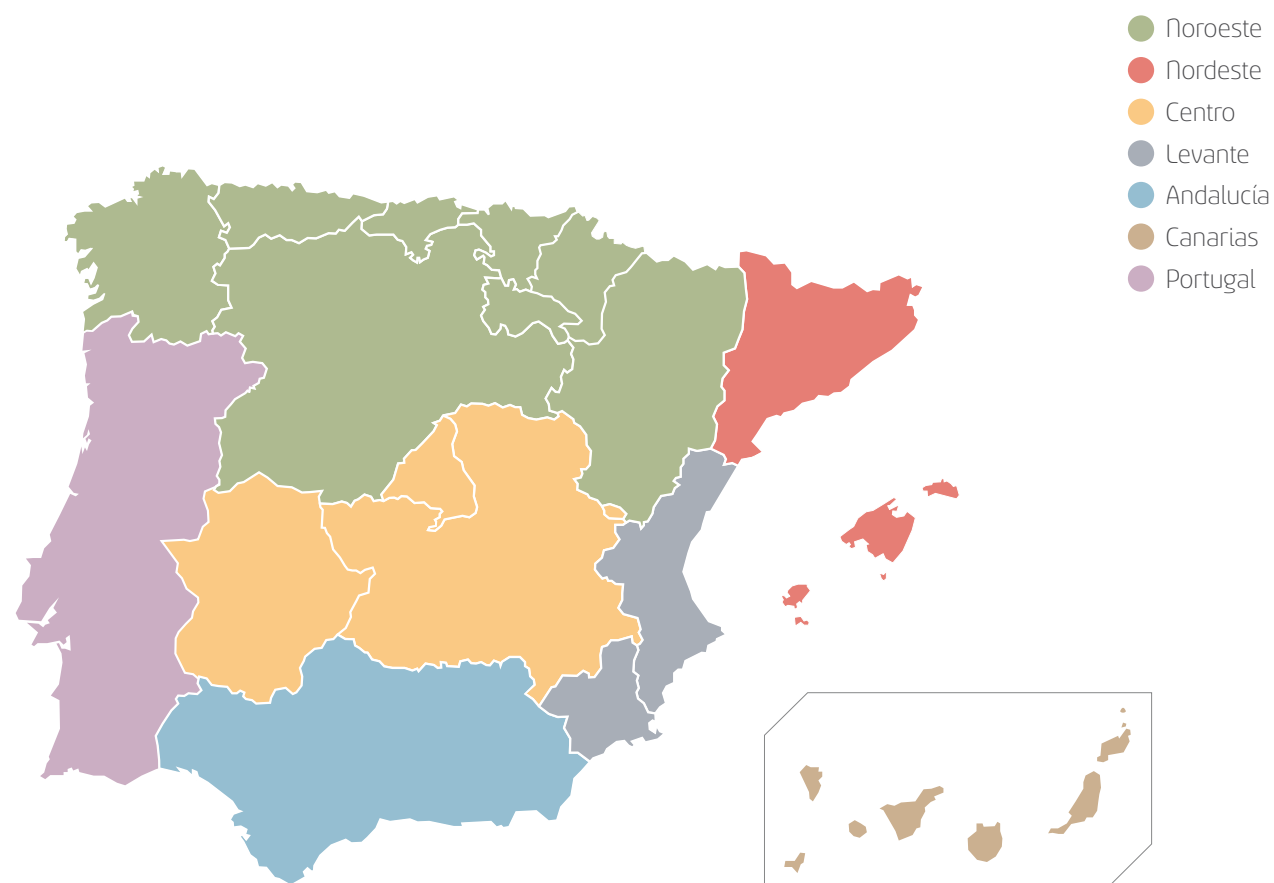 Noroeste
Nordeste
Centro
Levante
Andalucía
Canarias
Portugal